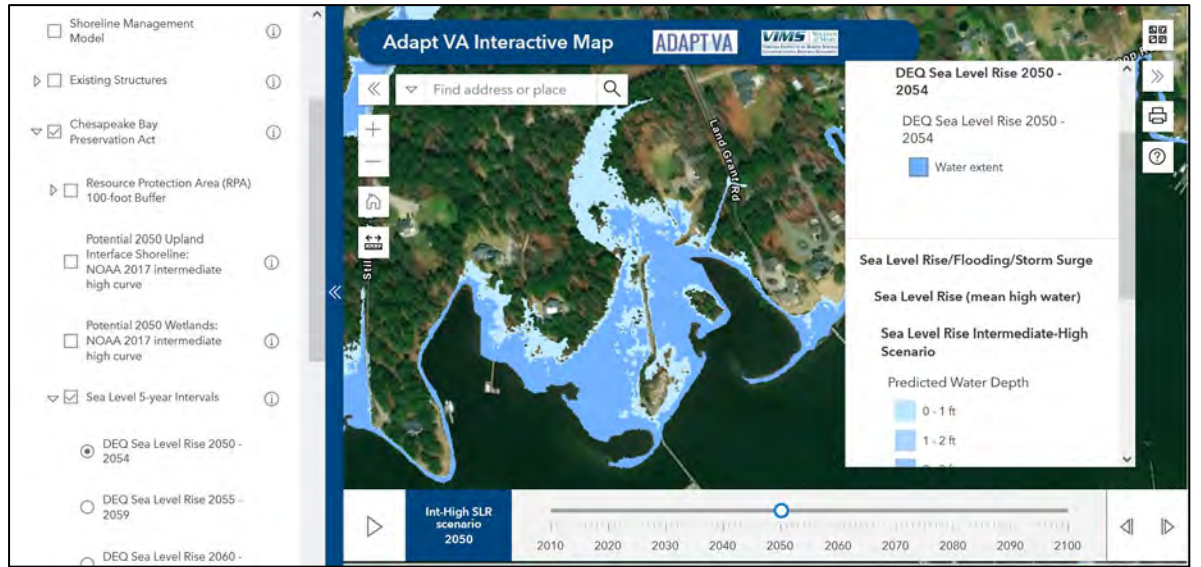 Shoreline Management
Model
Existing Structures
Chesapeake Bay
Preservation Act
Resource Protection Area (RPA)
100-foot Buffer
Potential 2050 Upland
Interface Shoreline:
NOAA 2017 intermediate
high curve
Potential 2050 Wetlands:
NOAA 2017 intermediate
high curve
Sea Level 5-year Intervals
DEQ Sea Level Rise 2050 -
2054
DEQ Sea Level Rise 2055 -
2059
DEQ Sea Level Rise 2060 -
Adapt VA Interactive Map
ADAPT VA
VIMS
Find address or place
Land Grant Rd
DEQ Sea Level Rise 2050 -
2054
DEQ Sea Level Rise 2050 -
2054
Water extent
Sea Level Rise/Flooding/Storm Surge
Sea Level Rise (mean high water)
Sea Level Rise Intermediate-High
Scenario
Predicted Water Depth
0 - 1 ft
1 - 2 ft
Int-High SLR
scenario
2050
2010 2020 2030 2040 2050 2060 2070 2080 2090 2100